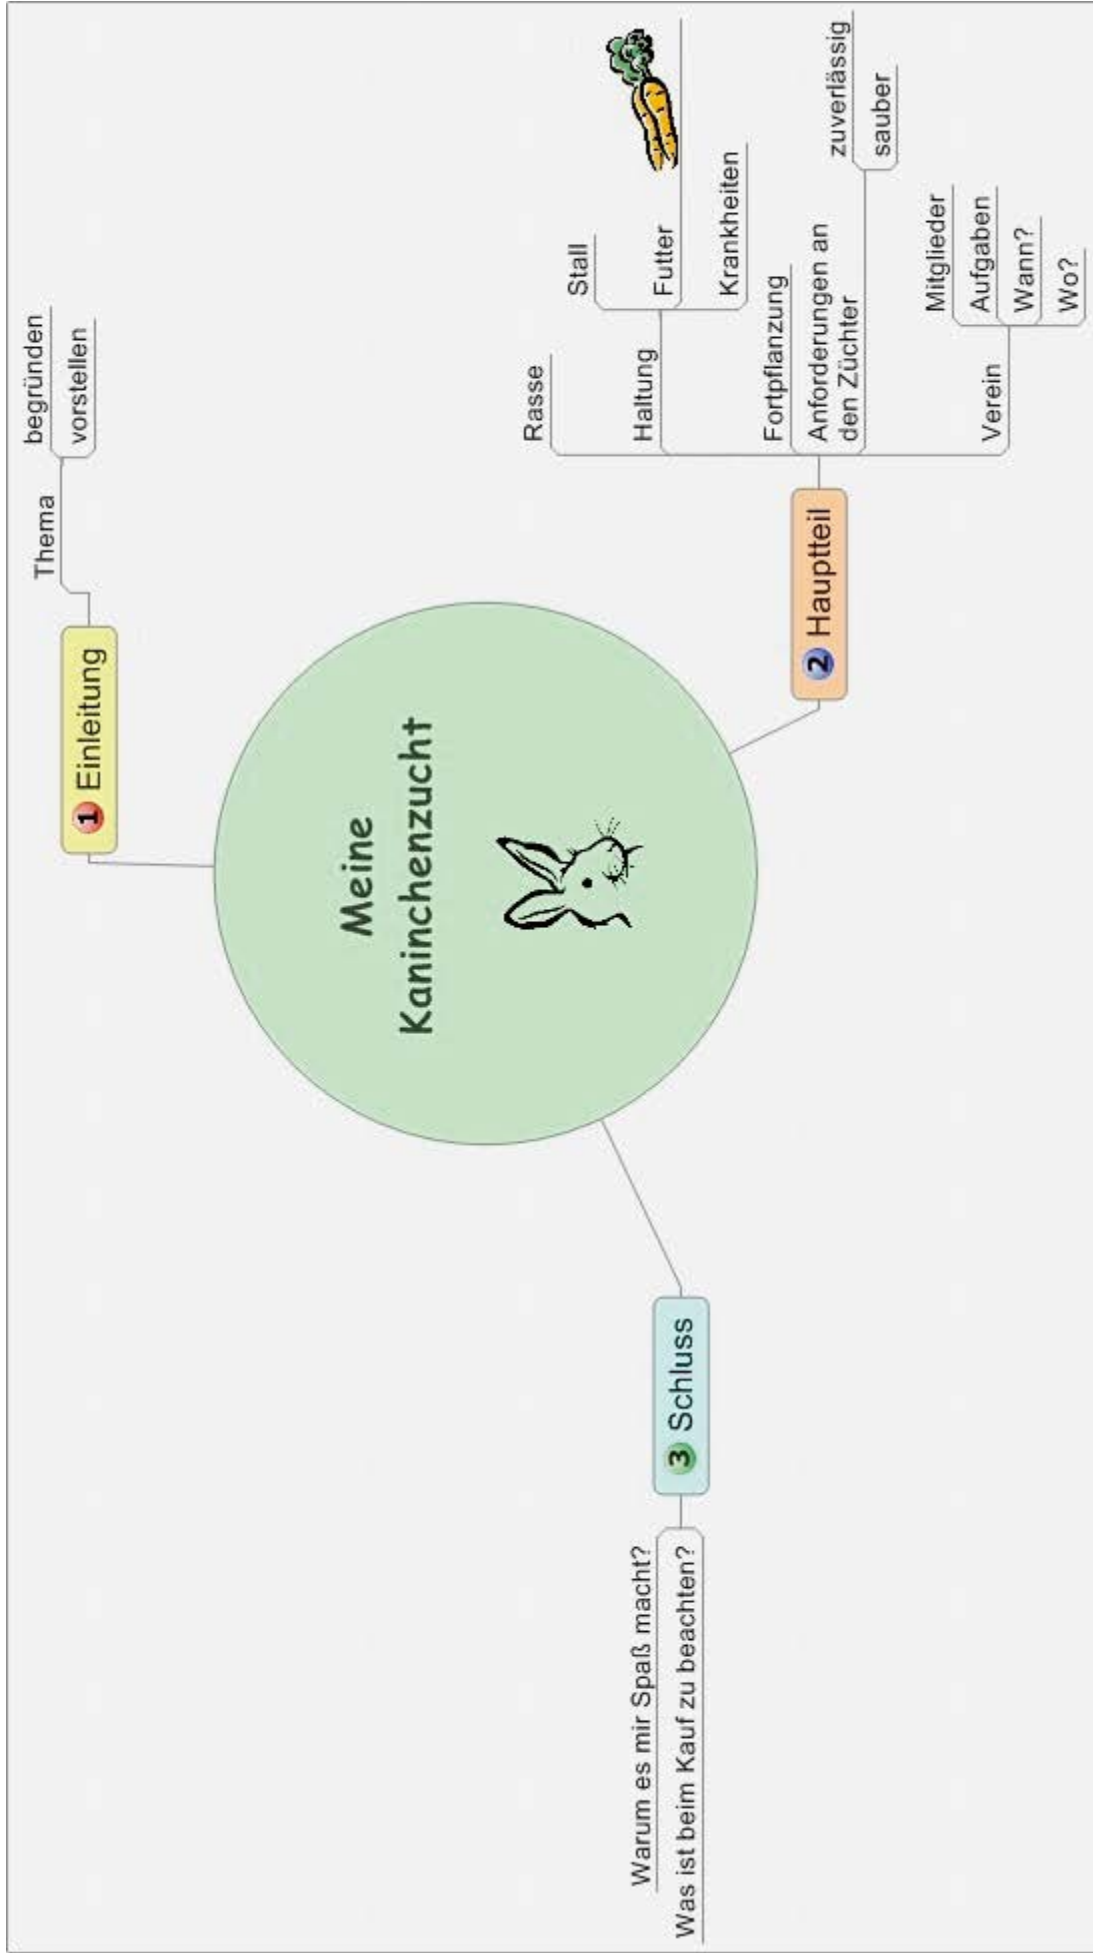 Meine
Kaninchenzucht
1 Einleitung
Thema
begründen
vorstellen
2 Hauptteil
Rasse
Haltung
Stall
Futter
Krankheiten
Fortpflanzung
Anforderungen an
den Züchter
zuverlässig
sauber
Verein
Mitglieder
Aufgaben
Wann?
Wo?
3 Schluss
Warum es mir Spaß macht?
Was ist beim Kauf zu beachten?